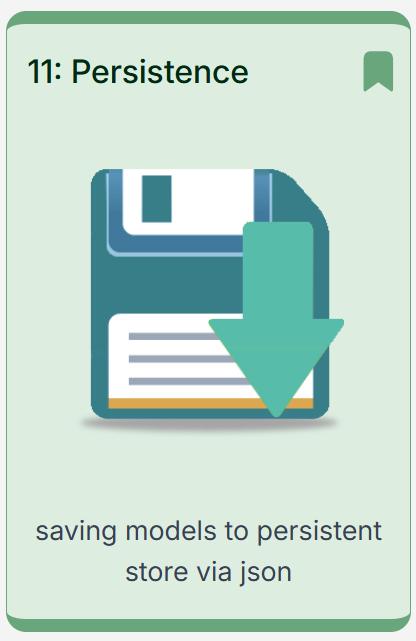 11: Persistence
saving models to persistent
store via json